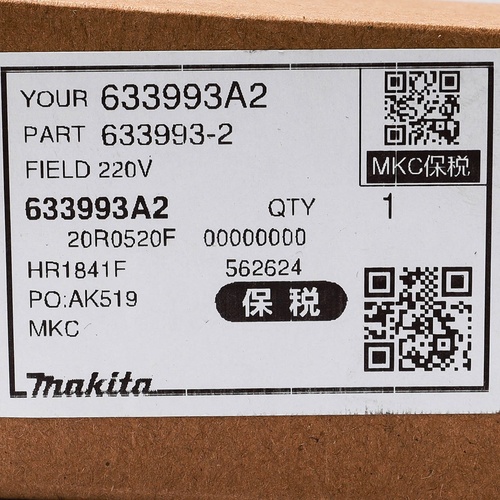 YOUR 633993A2
PART 633993-2
FIELD 220V
MKC保税
633993A2 QTY 1
20R0520F 00000000
HR1841F 562624
PO:AK519 保税
MKC
makita